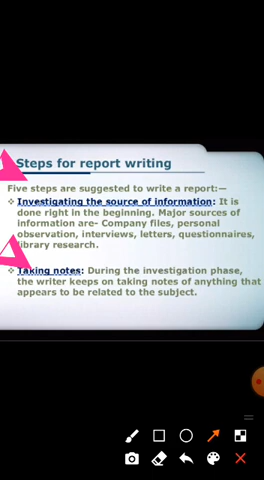 Steps for report writing
Five steps are suggested to write a report:—
❖ Investigating the source of information: It is
done right in the beginning. Major sources of
information are- Company files, personal
observation, interviews, letters, questionnaires,
library research.
❖ Taking notes: During the investigation phase,
the writer keeps on taking notes of anything that
appears to be related to the subject.